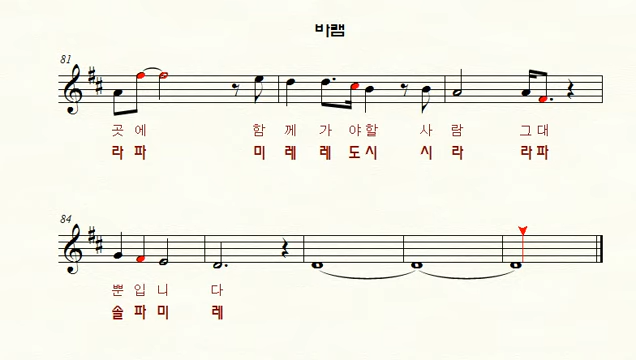 바램
81
곳 에 함 께 가 야 할 사 람 그 대
라 파 미 레 레 도 시 시 라 라 파
84
뿐 입 니 다
솔 파 미 레